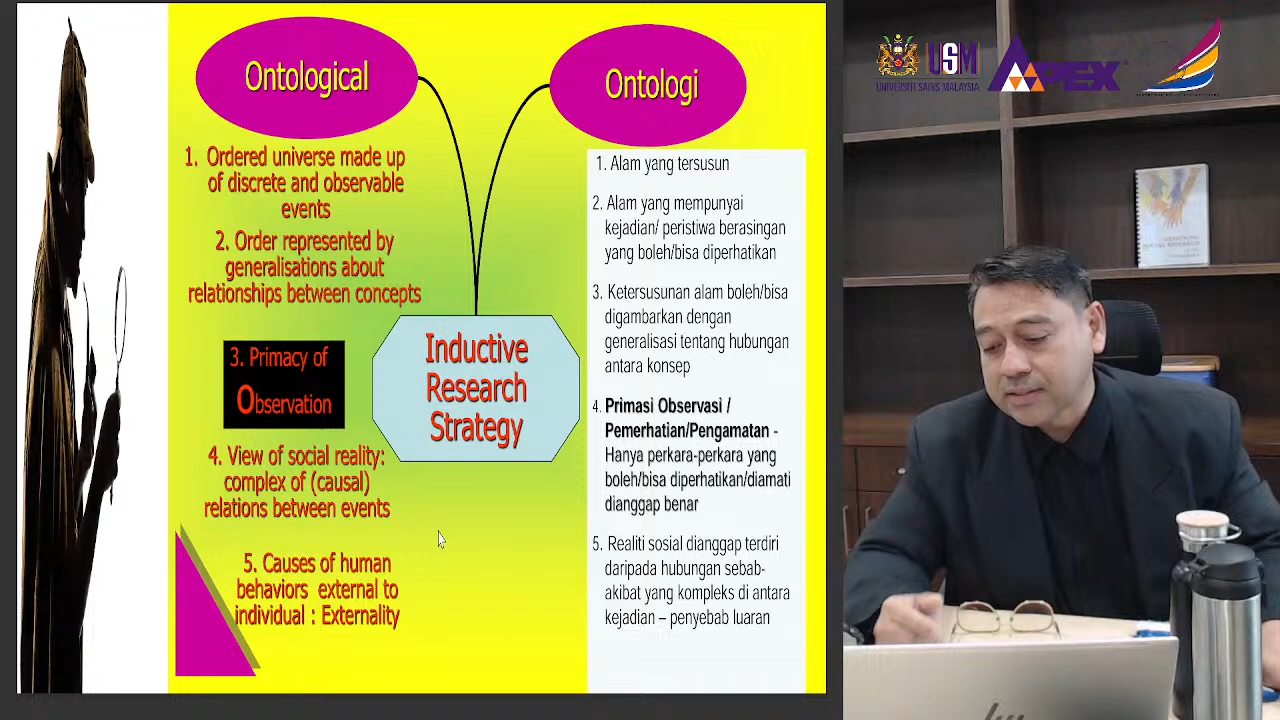 Ontological
1. Ordered universe made up
of discrete and observable
events
2. Order represented by
generalisations about
relationships between concepts
3. Primacy of
Observation
4. View of social reality:
complex of (causal)
relations between events
5. Causes of human
behaviors external to
individual : Externality
Inductive
Research
Strategy
Ontologi
1. Alam yang tersusun
2. Alam yang mempunyai
kejadian/ peristiwa berasingan
yang boleh/bisa diperhatikan
3. Ketersusunan alam boleh/bisa
digambarkan dengan
generalisasi tentang hubungan
antara konsep
4. Primasi Observasi /
Pemerhatian/Pengamatan -
Hanya perkara-perkara yang
boleh/bisa diperhatikan/diamati
dianggap benar
5. Realiti sosial dianggap terdiri
daripada hubungan sebab-
akibat yang kompleks di antara
kejadian – penyebab luaran
USM
UNIVERSITI SAINS MALAYSIA
APEX
hp